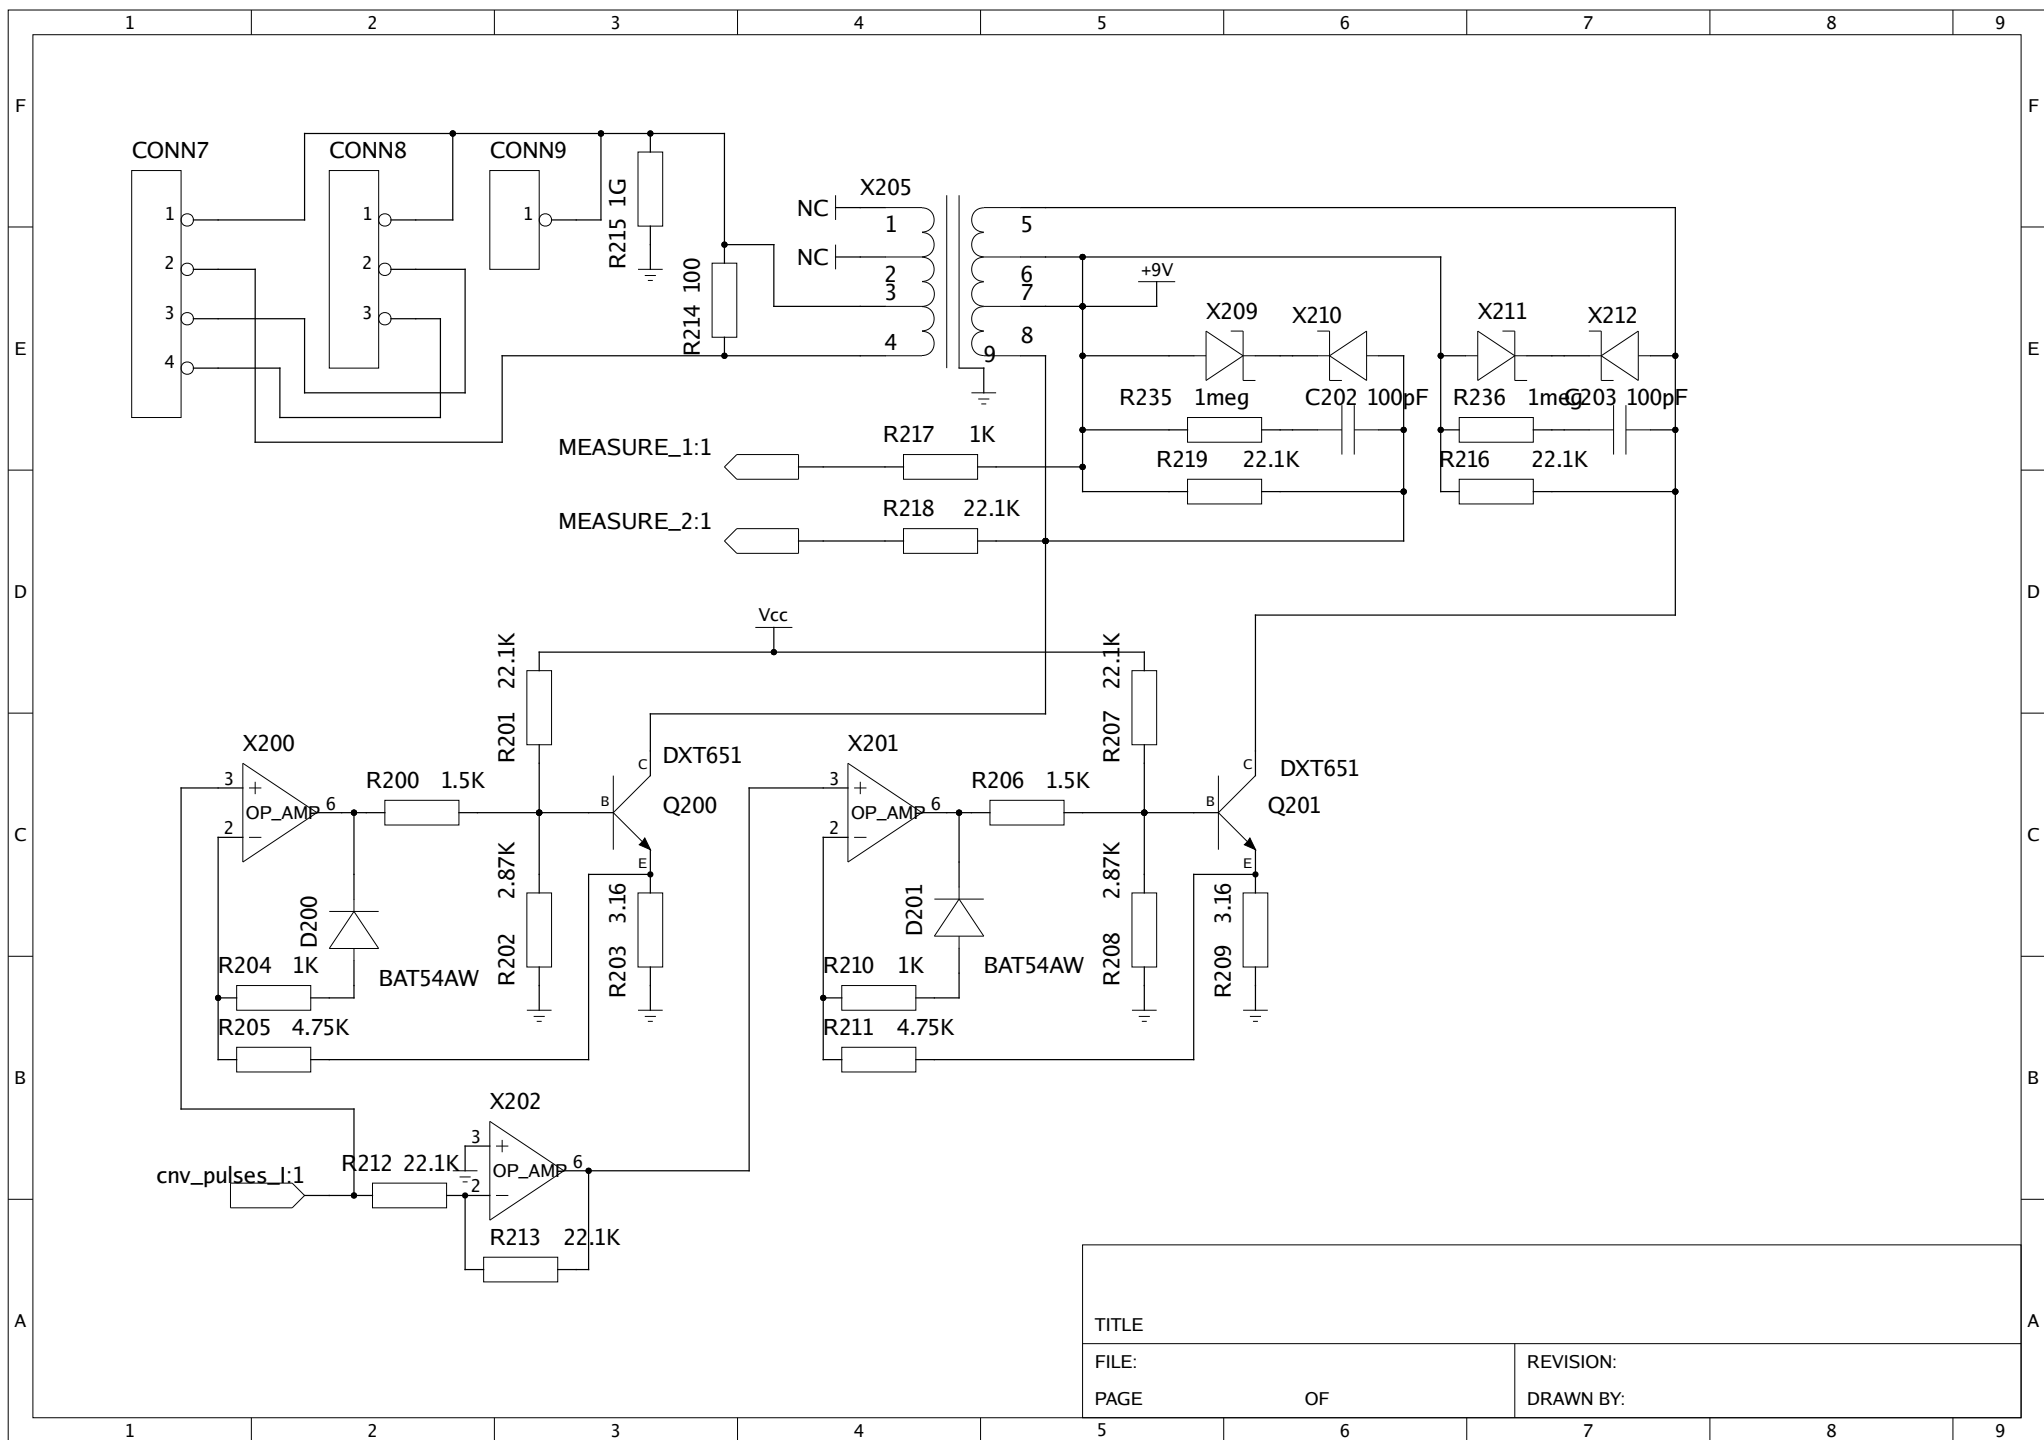 1 2 3 4 5 6 7 8 9
F F
CONN7 CONN8 CONN9
1 2 3 4
1 2 3
1
R215 1G
R214 100
X205
NC
NC
1 2 3 4
5 6 7 8 9
+9V
X209 X210 X211 X212
E E
R235 1meg C202 100pF R236 1meg C203 100pF
R217 1K
MEASURE_1:1
R219 22.1K R216 22.1K
R218 22.1K
MEASURE_2:1
D D
Vcc
R201 22.1K
R207 22.1K
X200
3 +
OP_AMP 6
2 −
R200 1.5K
C
B
E
DXT651
Q200
X201
3 +
OP_AMP 6
2 −
R206 1.5K
C
B
E
DXT651
Q201
C C
D200
BAT54AW
R202 2.87K
R203 3.16
D201
BAT54AW
R208 2.87K
R209 3.16
R204 1K
R205 4.75K
R210 1K
R211 4.75K
B B
X202
3 +
OP_AMP 6
2 −
cnv_pulses_I:1
R212 22.1K
R213 22.1K
A A
TITLE
FILE:
REVISION:
PAGE OF
DRAWN BY:
1 2 3 4 5 6 7 8 9